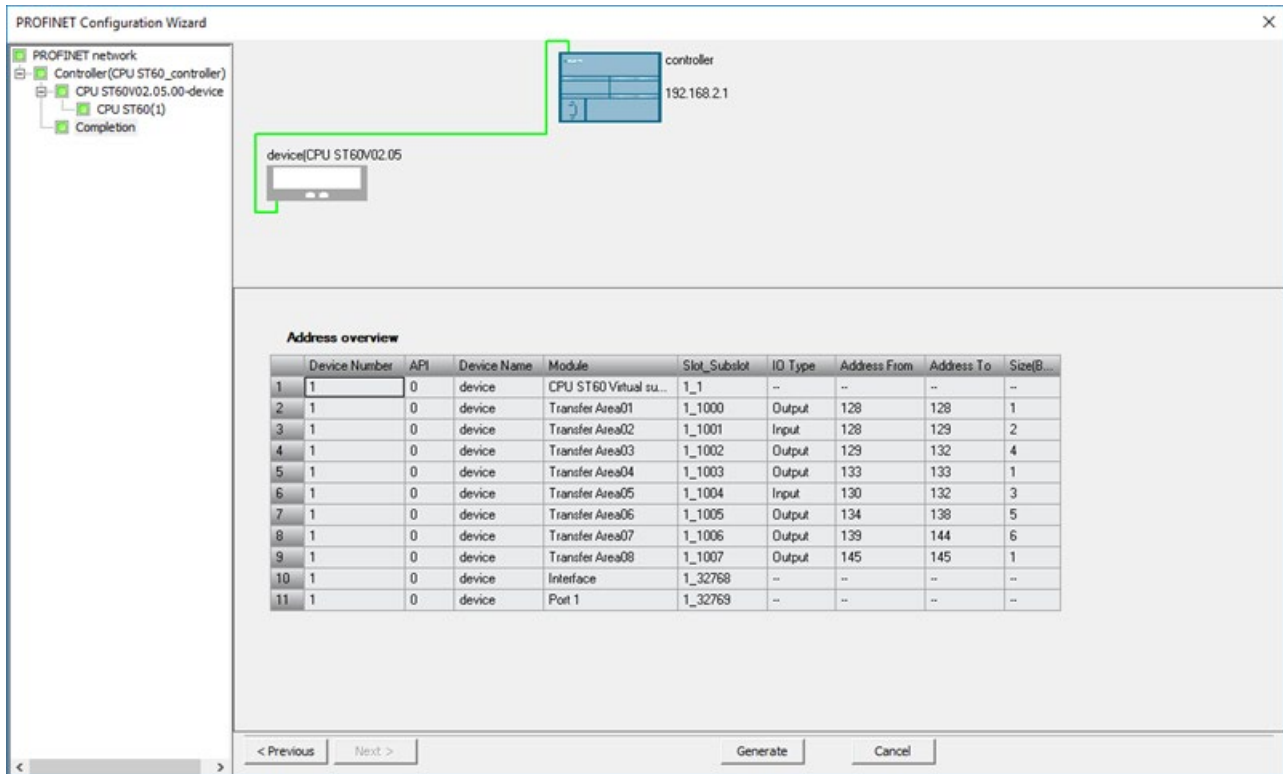 PROFINET Configuration Wizard
PROFINET network
Controller(CPU ST60_controller)
CPU ST60V02.05.00-device
CPU ST60(1)
Completion
controller
192.168.2.1
device(CPU ST60V02.05
Address overview
Device Number API Device Name Module Slot_Subslot IO Type Address From Address To Size(B...
1 1 0 device CPU ST60 Virtual su... 1_1 -- -- -- --
2 1 0 device Transfer Area01 1_1000 Output 128 128 1
3 1 0 device Transfer Area02 1_1001 Input 128 129 2
4 1 0 device Transfer Area03 1_1002 Output 129 132 4
5 1 0 device Transfer Area04 1_1003 Output 133 133 1
6 1 0 device Transfer Area05 1_1004 Input 130 132 3
7 1 0 device Transfer Area06 1_1005 Output 134 138 5
8 1 0 device Transfer Area07 1_1006 Output 139 144 6
9 1 0 device Transfer Area08 1_1007 Output 145 145 1
10 1 0 device Interface 1_32768 -- -- -- --
11 1 0 device Port 1 1_32769 -- -- -- --
< Previous Next > Generate Cancel